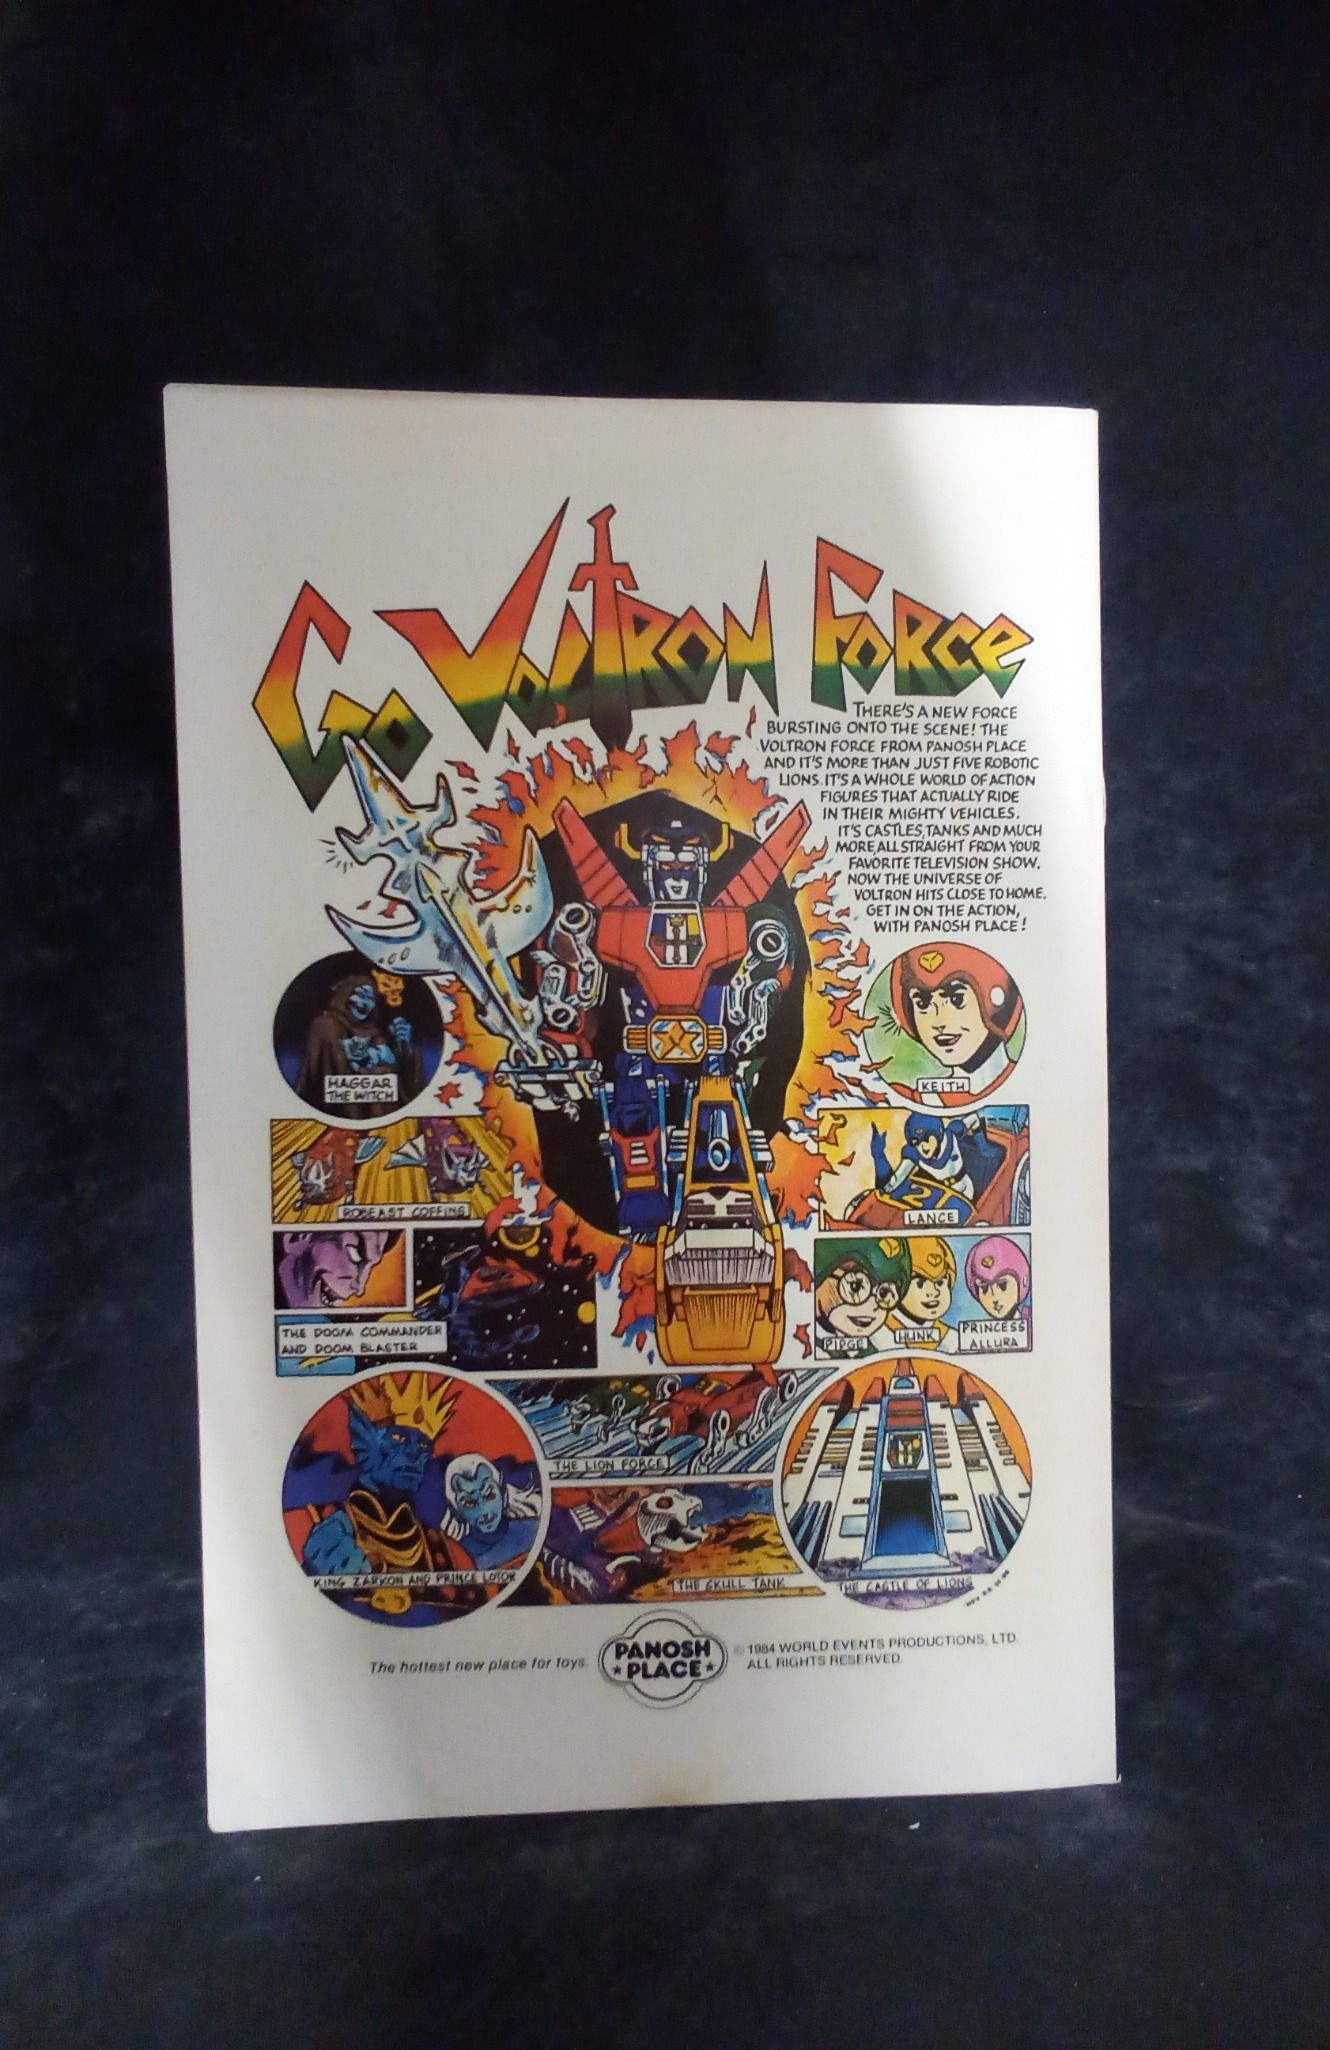 GO VOLTRON FORCE
THERE'S A NEW FORCE
BURSTING ONTO THE SCENE! THE
VOLTRON FORCE FROM PANOSH PLACE
AND IT'S MORE THAN JUST FIVE ROBOTIC
LIONS. IT'S A WHOLE WORLD OF ACTION
FIGURES THAT ACTUALLY RIDE
IN THEIR MIGHTY VEHICLES.
IT'S CASTLES, TANKS AND MUCH
MORE, ALL STRAIGHT FROM YOUR
FAVORITE TELEVISION SHOW.
NOW THE UNIVERSE OF
VOLTRON HITS CLOSE TO HOME.
GET IN ON THE ACTION,
WITH PANOSH PLACE!
HAGGAR
THE WITCH
KEITH
ROBEAST COFFINS
LANCE
THE DOOM COMMANDER
AND DOOM BLASTER
PIDGE
HUNK
PRINCESS
ALLURA
THE LION FORCE
KING ZARKON AND PRINCE LOTOR
THE SKULL TANK
THE CASTLE OF LIONS
The hottest new place for toys.
PANOSH
PLACE
© 1984 WORLD EVENTS PRODUCTIONS, LTD.
ALL RIGHTS RESERVED.